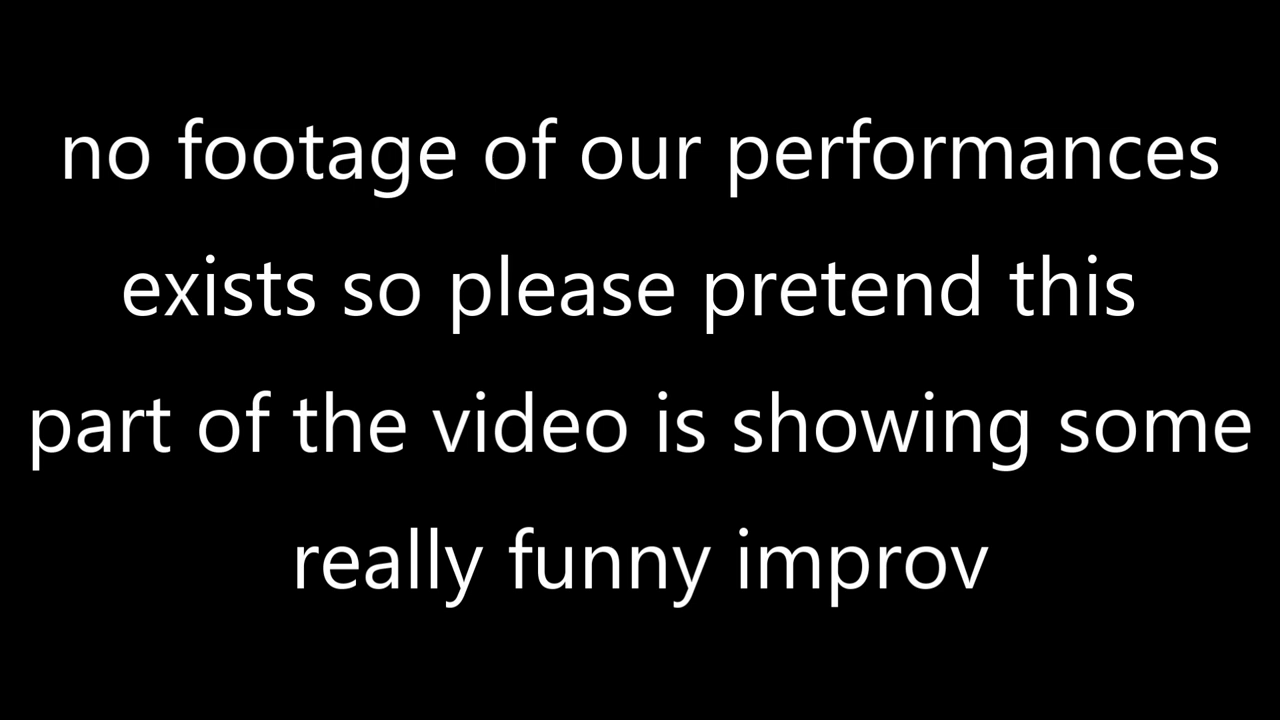 no footage of our performances
exists so please pretend this
part of the video is showing some
really funny improv